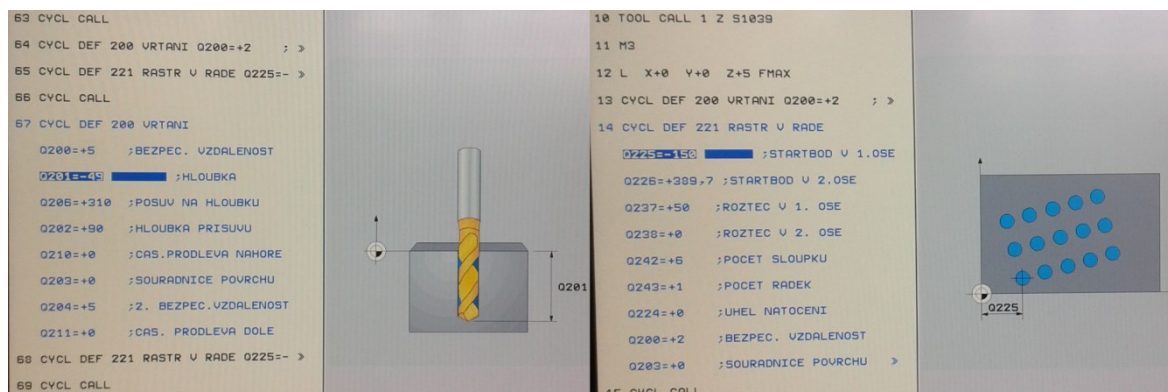 63 CYCL CALL
64 CYCL DEF 200 VRTANI Q200=+2 ; »
65 CYCL DEF 221 RASTR V RADE Q225=- »
66 CYCL CALL
67 CYCL DEF 200 VRTANI
Q200=+5 ;BEZPEC. VZDALENOST
Q201=-49 ;HLOUBKA
Q206=+310 ;POSUV NA HLOUBKU
Q202=+90 ;HLOUBKA PRISUVU
Q210=+0 ;CAS.PRODLEVA NAHORE
Q203=+0 ;SOURADNICE POVRCHU
Q204=+5 ;2. BEZPEC.VZDALENOST
Q211=+0 ;CAS. PRODLEVA DOLE
68 CYCL DEF 221 RASTR V RADE Q225=- »
69 CYCL CALL
Q201
10 TOOL CALL 1 Z S1039
11 M3
12 L X+0 Y+0 Z+5 FMAX
13 CYCL DEF 200 VRTANI Q200=+2 ; »
14 CYCL DEF 221 RASTR V RADE
Q225=-150 ;STARTBOD V 1.OSE
Q226=+389,7 ;STARTBOD V 2.OSE
Q237=+50 ;ROZTEC V 1. OSE
Q238=+0 ;ROZTEC V 2. OSE
Q242=+6 ;POCET SLOUPKU
Q243=+1 ;POCET RADEK
Q224=+0 ;UHEL NATOCENI
Q200=+2 ;BEZPEC. VZDALENOST
Q203=+0 ;SOURADNICE POVRCHU »
15 CYCL CALL
Q225